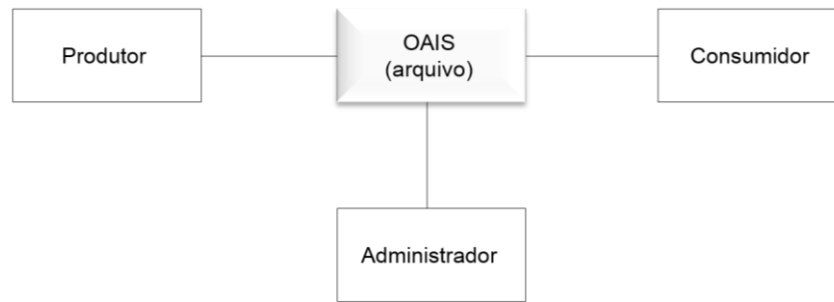 Produtor
OAIS
(arquivo)
Consumidor
Administrador